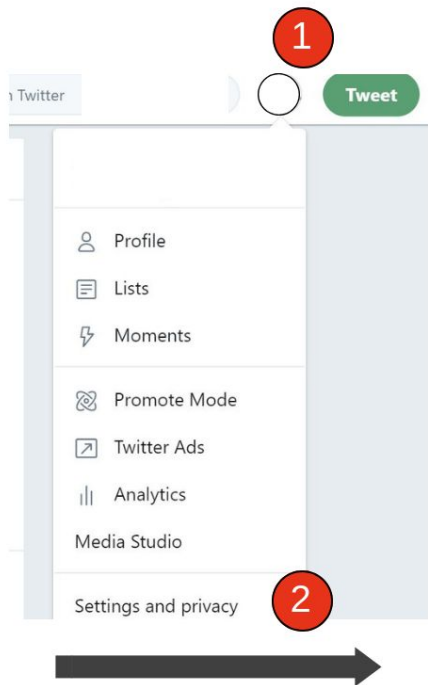 1
n Twitter
Tweet
Profile
Lists
Moments
Promote Mode
Twitter Ads
Analytics
Media Studio
Settings and privacy
2